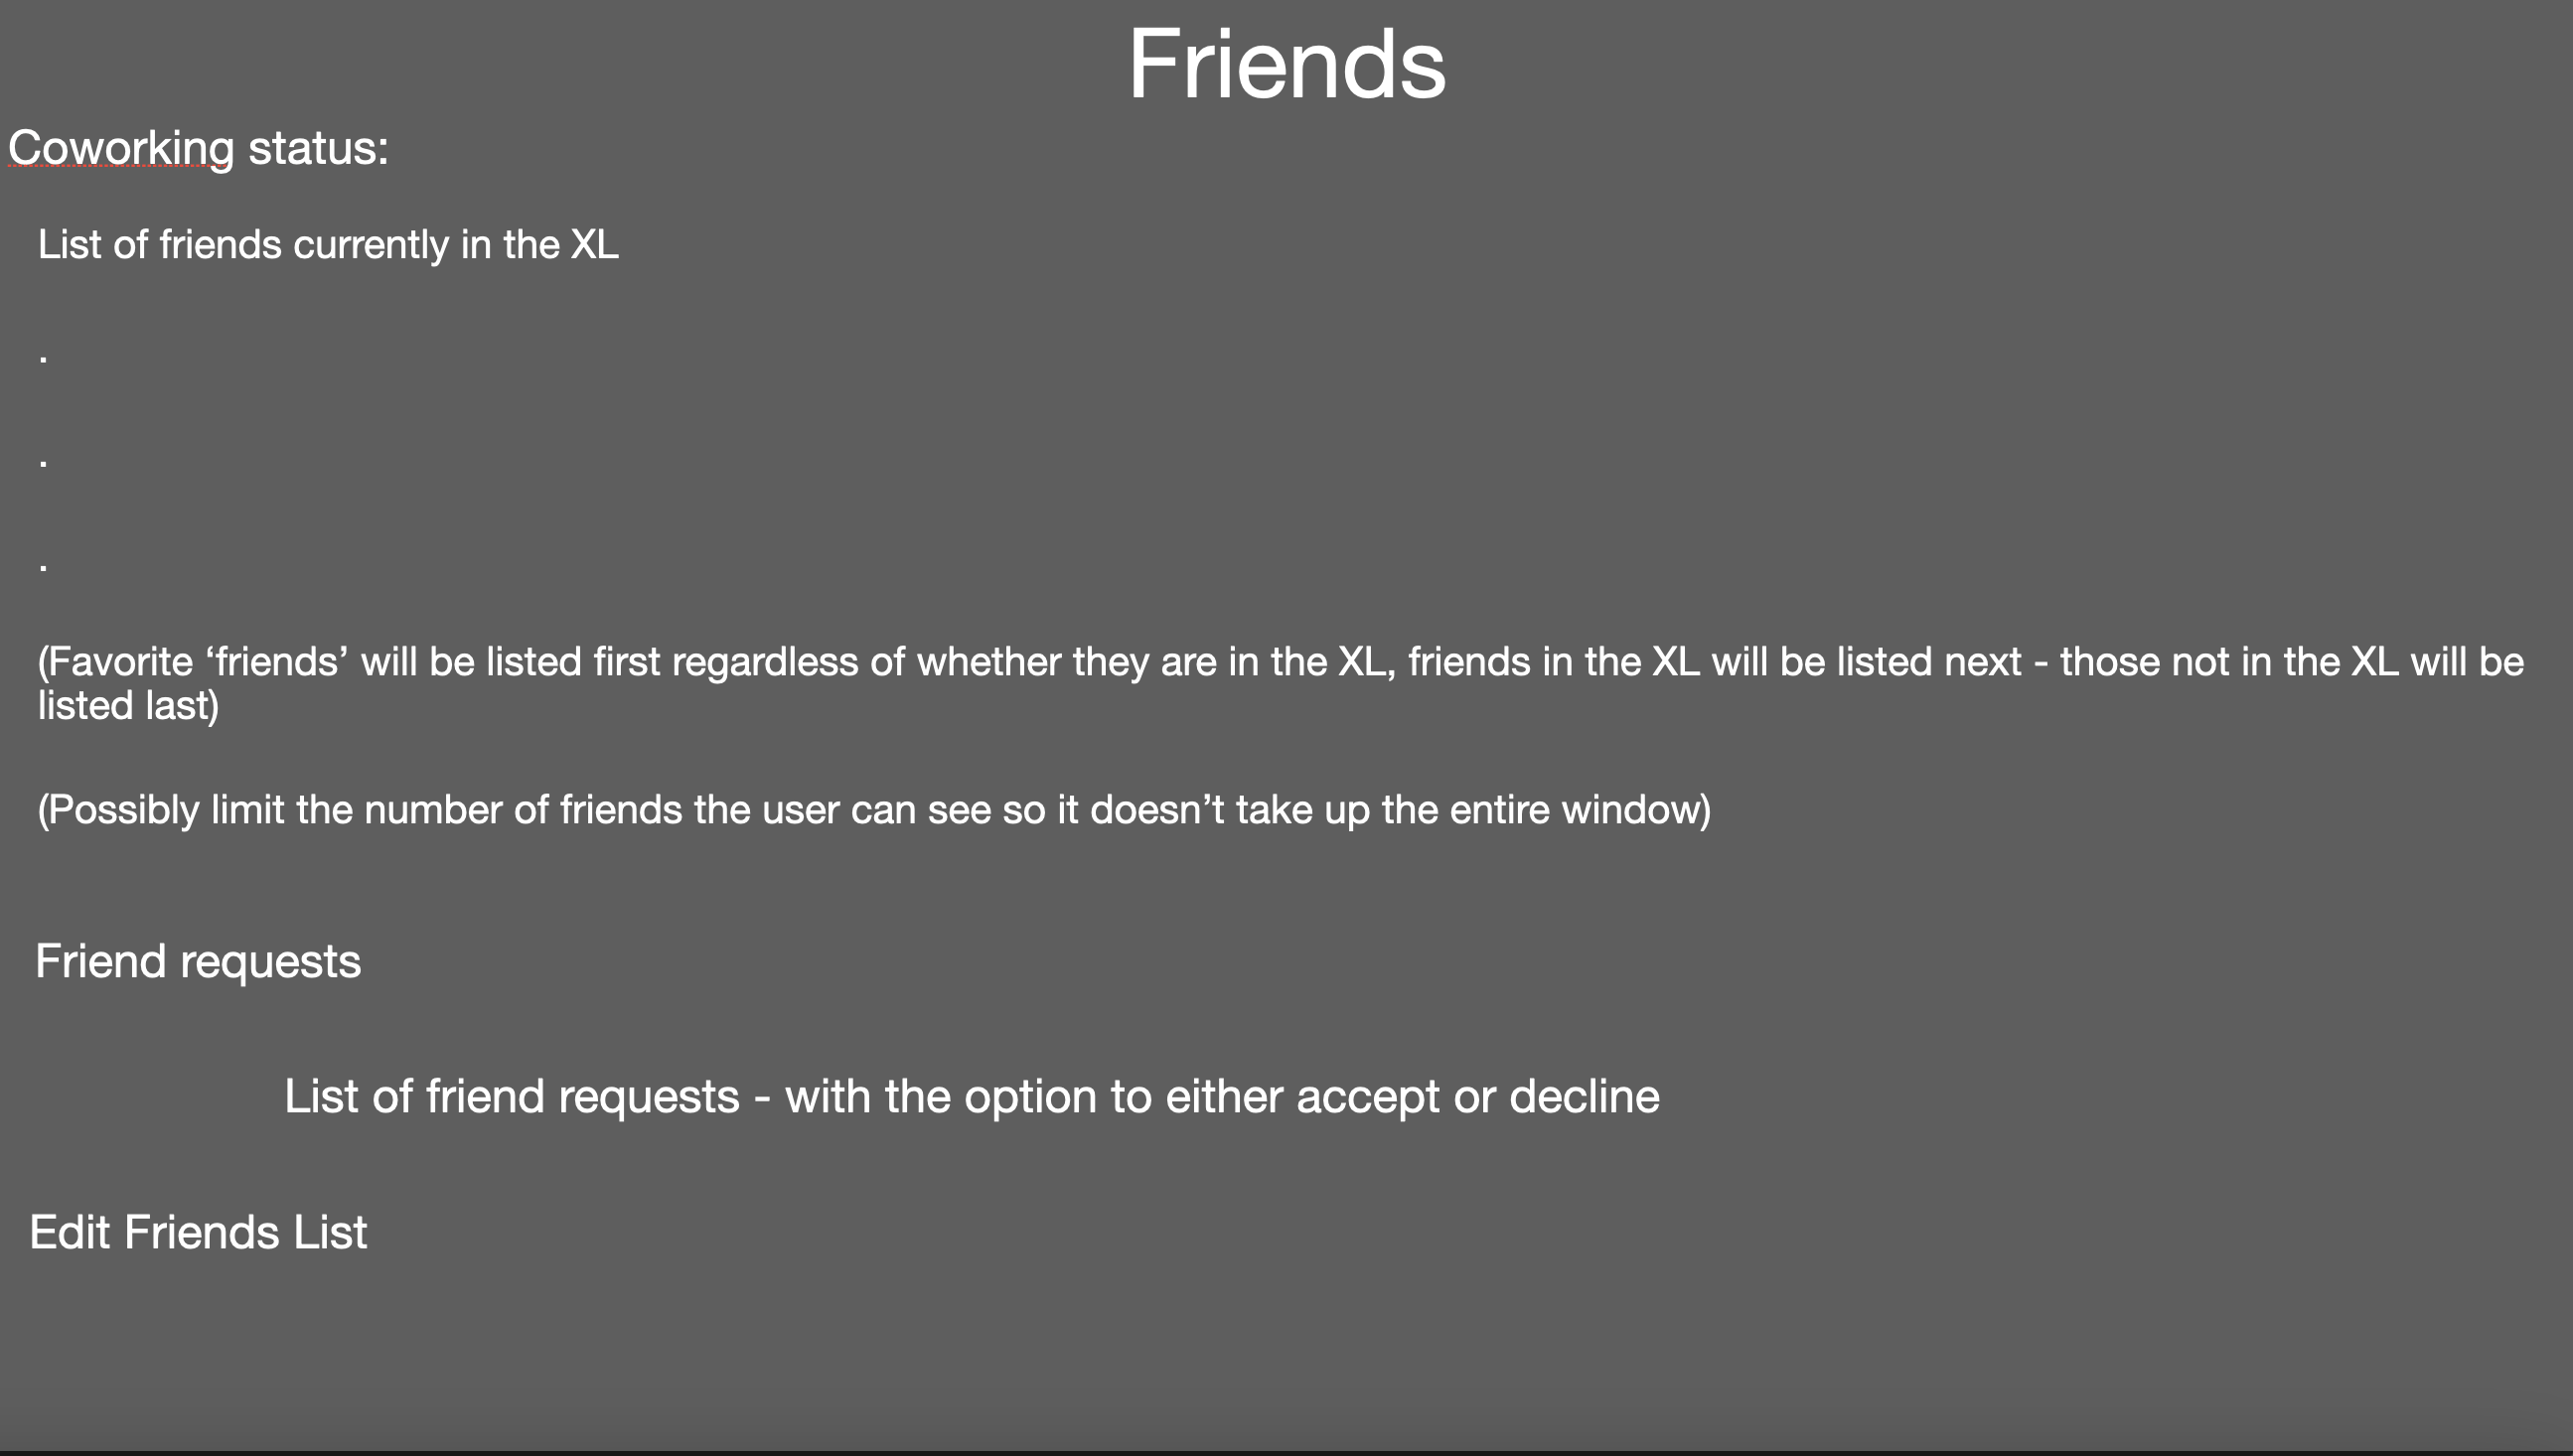 Friends
Coworking status:
List of friends currently in the XL
.
.
.
(Favorite ‘friends’ will be listed first regardless of whether they are in the XL, friends in the XL will be listed next - those not in the XL will be
listed last)
(Possibly limit the number of friends the user can see so it doesn’t take up the entire window)
Friend requests
List of friend requests - with the option to either accept or decline
Edit Friends List